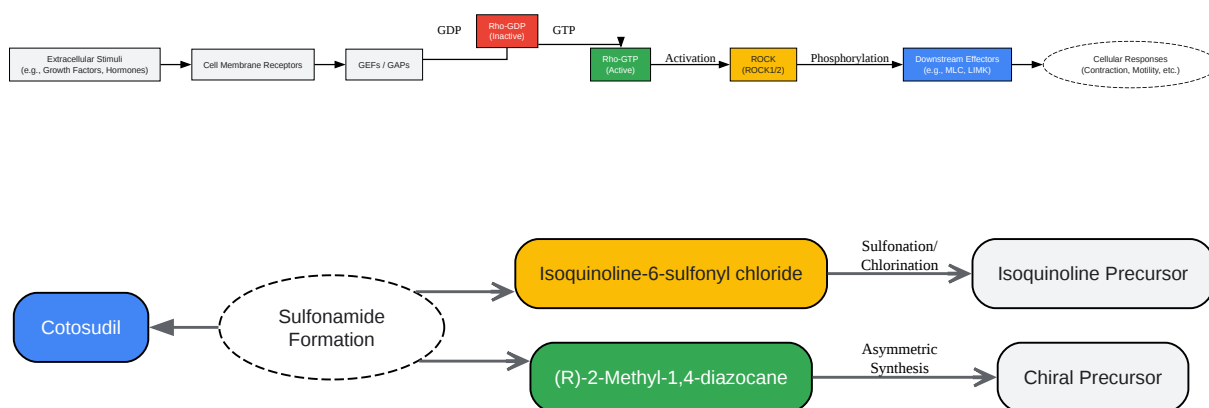 GDP
Rho-GDP
(Inactive)
GTP
Extracellular Stimuli
(e.g., Growth Factors, Hormones)
Cell Membrane Receptors
GEFs / GAPs
Rho-GTP
(Active)
Activation
ROCK
(ROCK1/2)
Phosphorylation
Downstream Effectors
(e.g., MLC, LIMK)
Cellular Responses
(Contraction, Motility, etc.)
Cotosudil
Sulfonamide
Formation
Isoquinoline-6-sulfonyl chloride
Sulfonation/
Chlorination
Isoquinoline Precursor
(R)-2-Methyl-1,4-diazocane
Asymmetric
Synthesis
Chiral Precursor